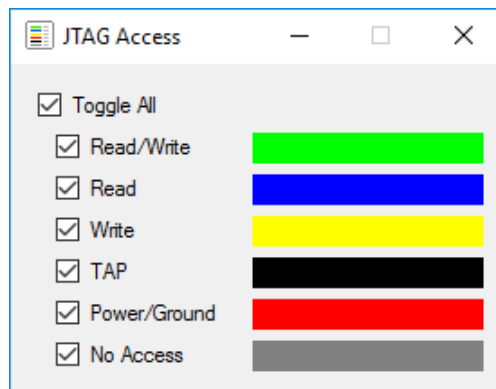 JTAG Access
Toggle All
Read/Write
Read
Write
TAP
Power/Ground
No Access